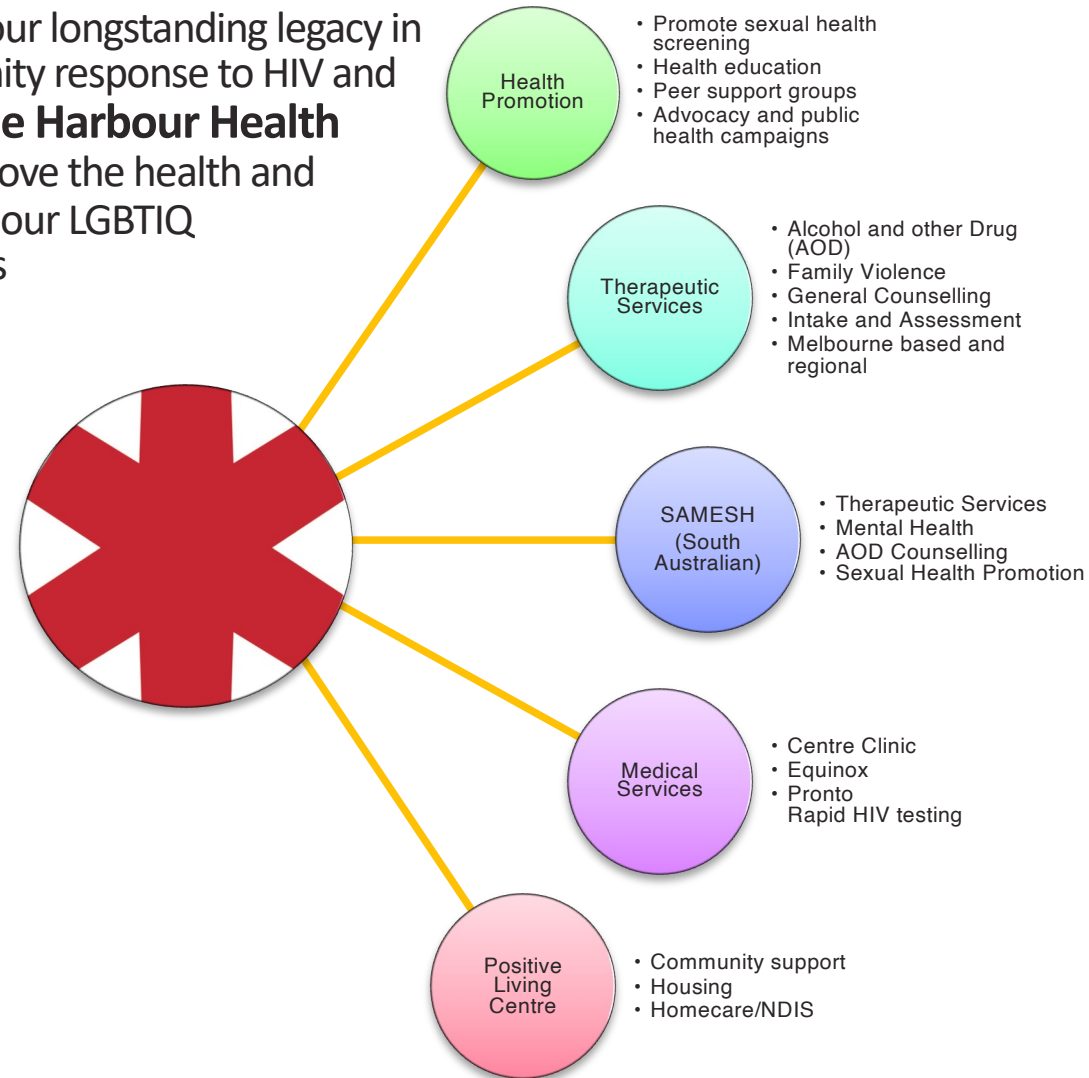 our longstanding legacy in
nity response to HIV and
e Harbour Health
ove the health and
our LGBTIQ
s
Health
Promotion
• Promote sexual health
screening
• Health education
• Peer support groups
• Advocacy and public
health campaigns
Therapeutic
Services
• Alcohol and other Drug
(AOD)
• Family Violence
• General Counselling
• Intake and Assessment
• Melbourne based and
regional
SAMESH
(South
Australian)
• Therapeutic Services
• Mental Health
• AOD Counselling
• Sexual Health Promotion
Medical
Services
• Centre Clinic
• Equinox
• Pronto
Rapid HIV testing
Positive
Living
Centre
• Community support
• Housing
• Homecare/NDIS